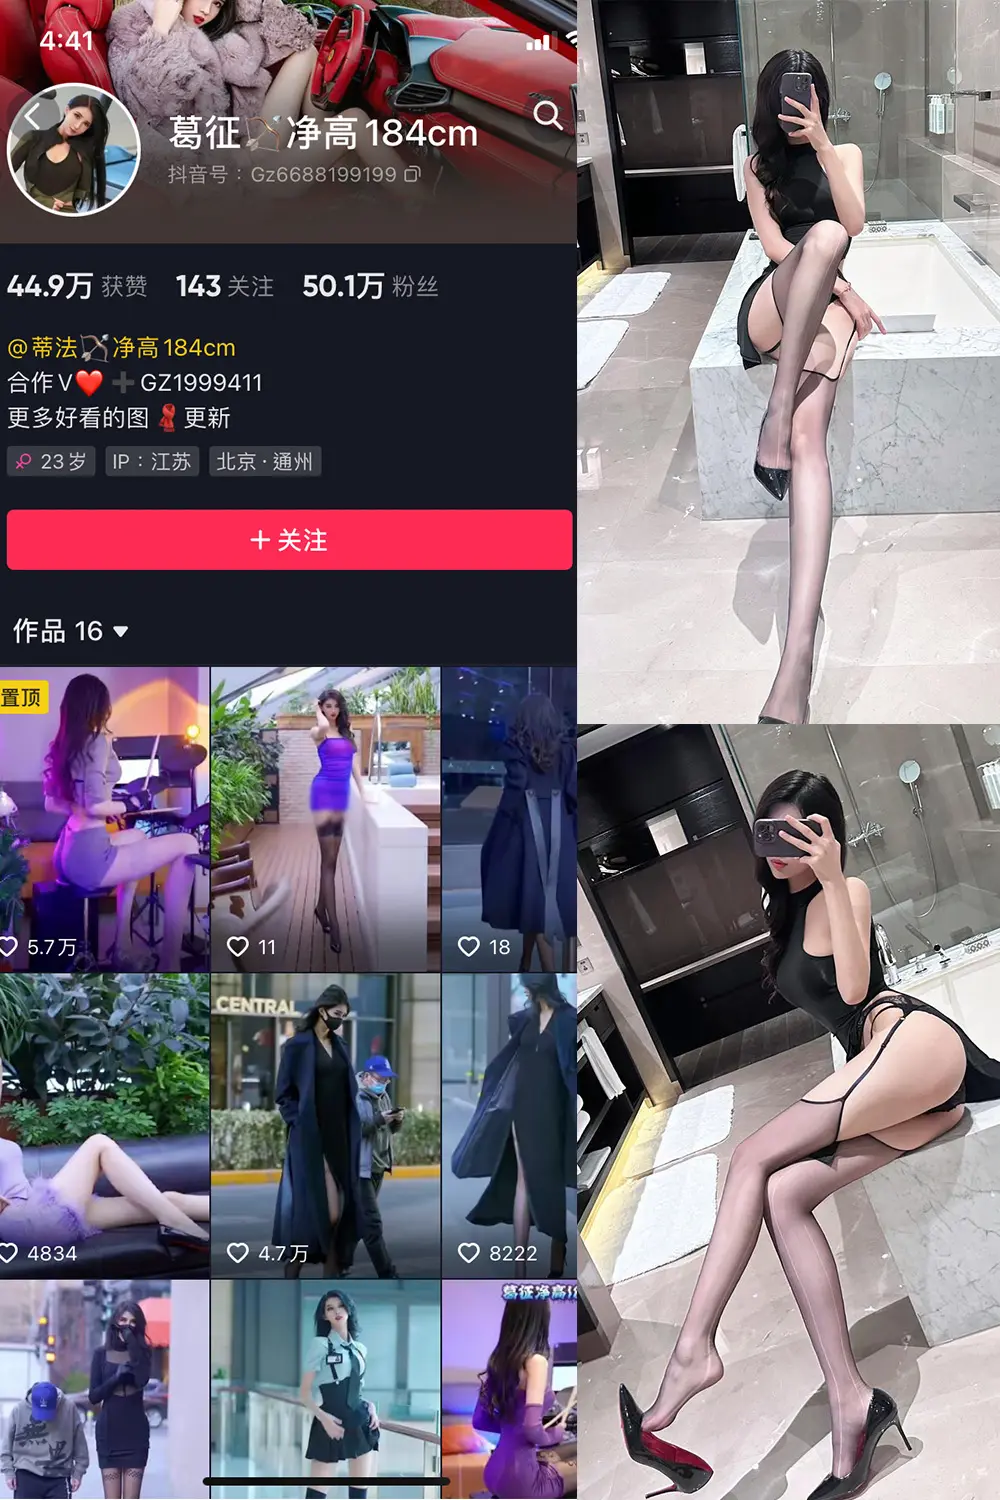 4:41
葛征🏹净高184cm
抖音号：Gz6688199199
44.9万 获赞 143 关注 50.1万 粉丝
@蒂法🏹净高184cm
合作V❤️➕GZ1999411
更多好看的图🧣更新
23岁 IP：江苏 北京·通州
＋关注
作品 16
置顶
5.7万 11 18
CENTRAL
4834 4.7万 8222
葛征净高